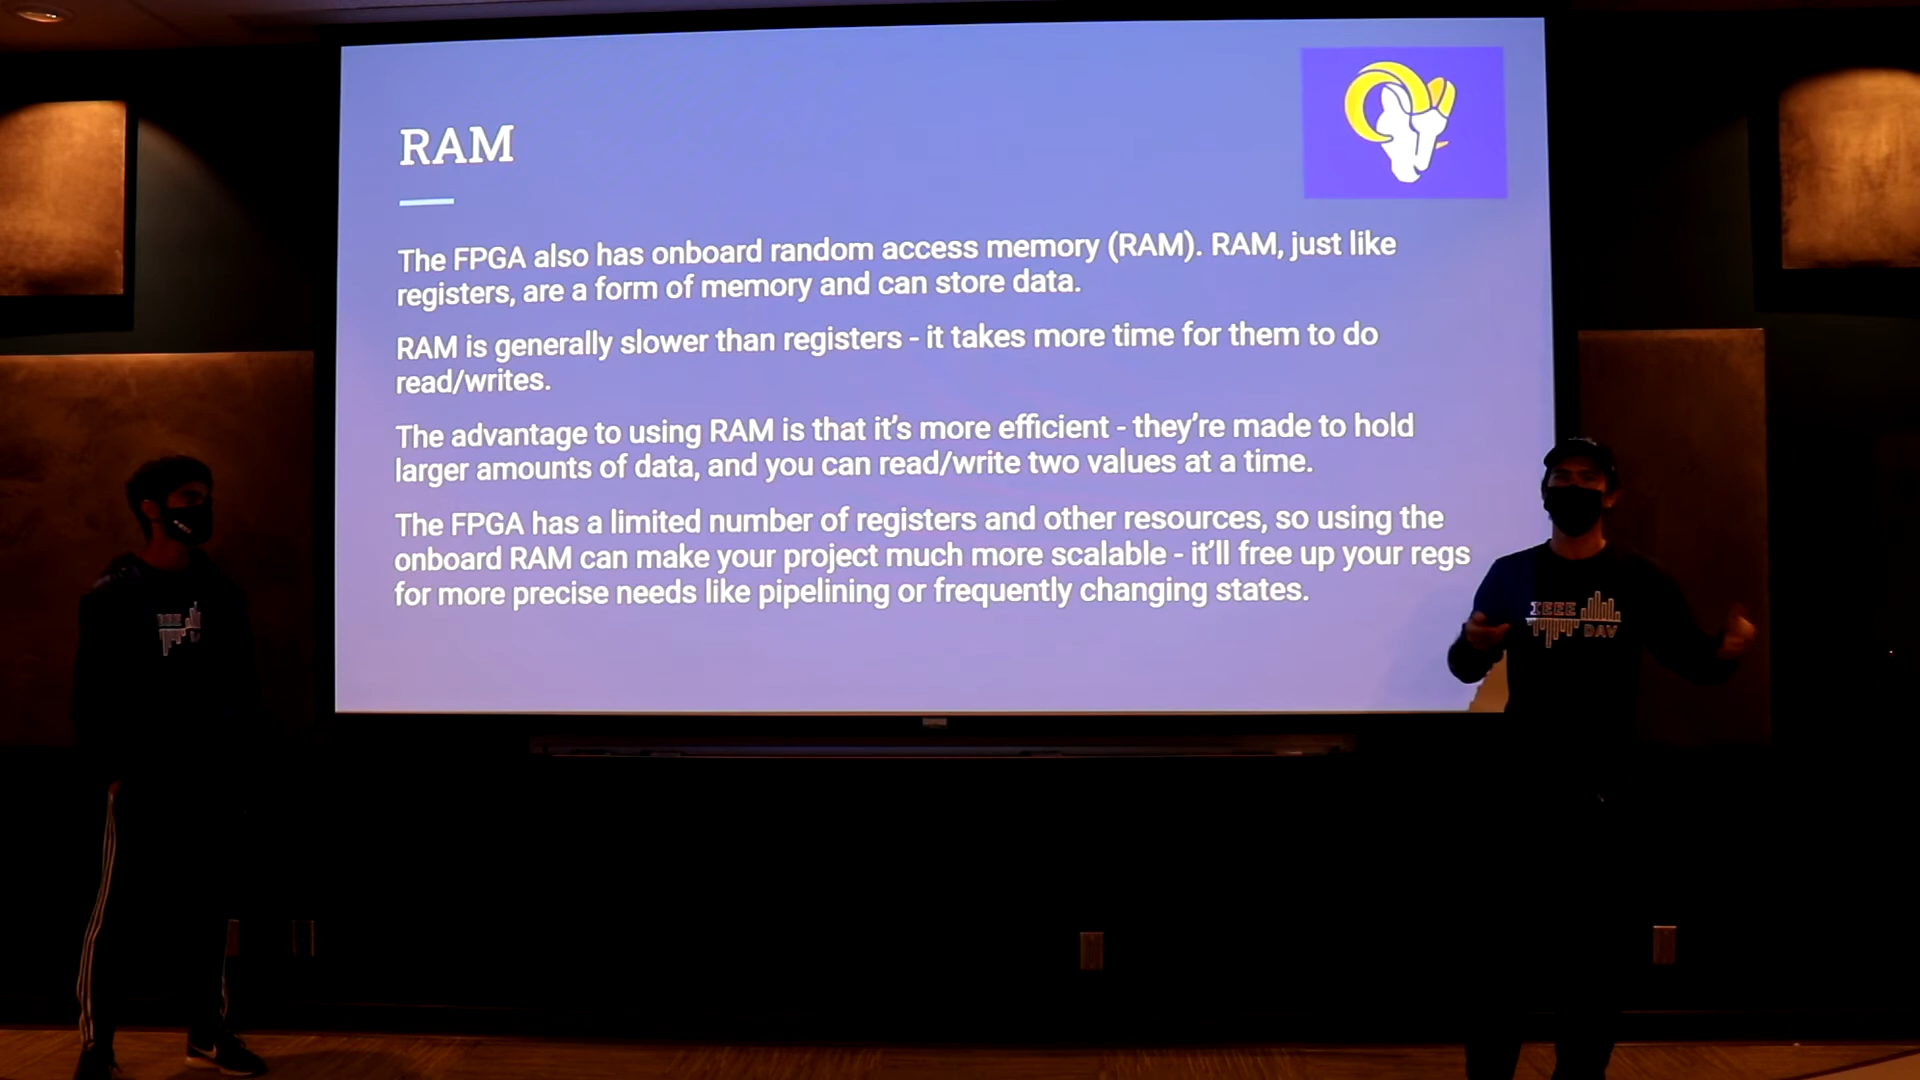 RAM
The FPGA also has onboard random access memory (RAM). RAM, just like
registers, are a form of memory and can store data.
RAM is generally slower than registers - it takes more time for them to do
read/writes.
The advantage to using RAM is that it's more efficient - they're made to hold
larger amounts of data, and you can read/write two values at a time.
The FPGA has a limited number of registers and other resources, so using the
onboard RAM can make your project much more scalable - it'll free up your regs
for more precise needs like pipelining or frequently changing states.
IEEE
IEEE
DAV